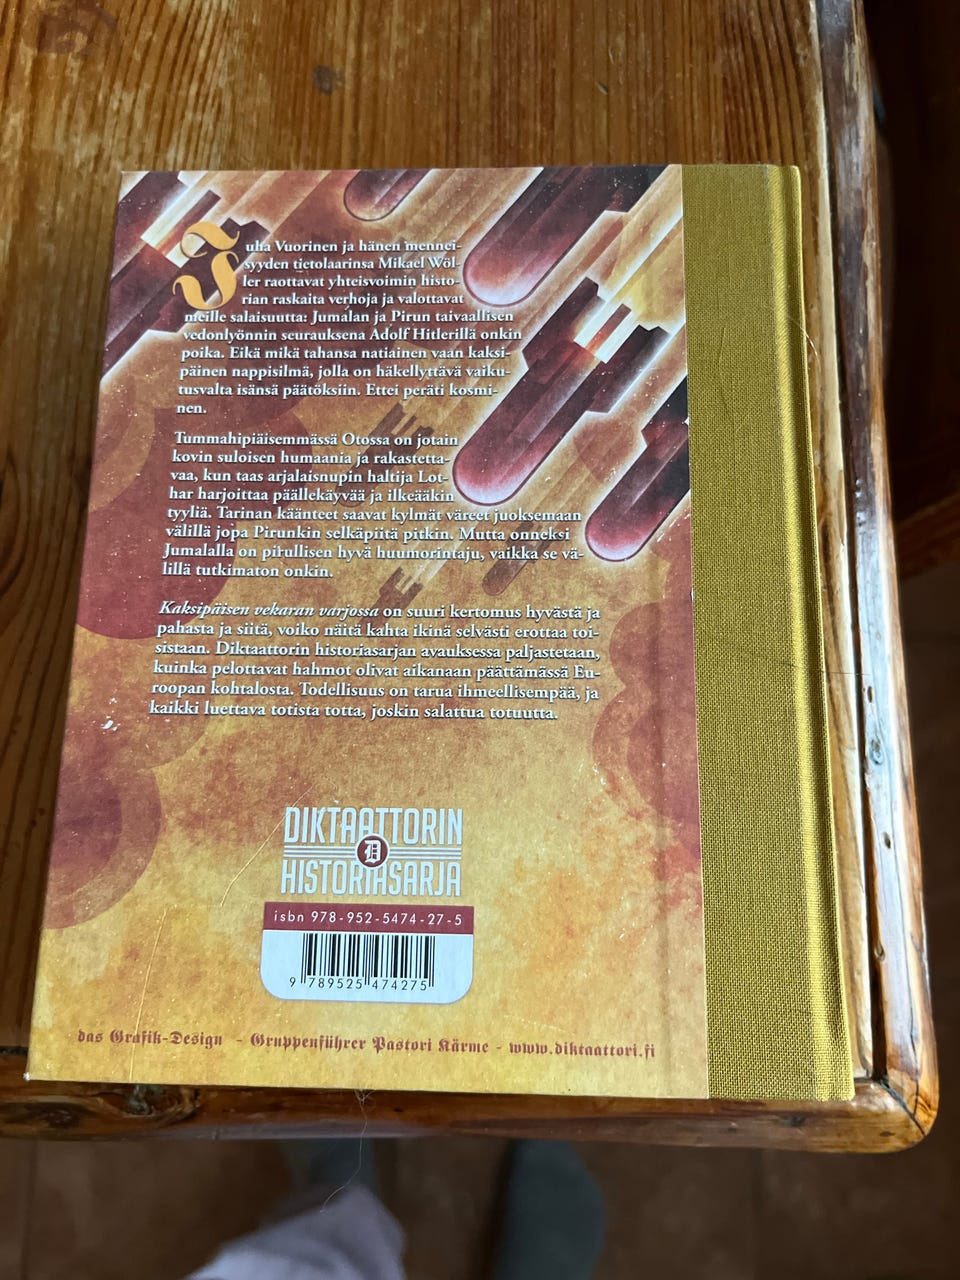 Juha Vuorinen ja hänen mennei-
syyden tietolaarinsa Mikael Wöl-
ler raottavat yhteisvoimin histo-
rian raskaita verhoja ja valottavat
meille salaisuutta: Jumalan ja Pirun taivaallisen
vedonlyönnin seurauksena Adolf Hitlerillä onkin
poika. Eikä mikä tahansa natiainen vaan kaksi-
päinen nappisilmä, jolla on häkellyttävä vaiku-
tusvalta isänsä päätöksiin. Ettei peräti kosmi-
nen.
Tummahipiäisemmässä Otossa on jotain
kovin suloisen humaania ja rakastetta-
vaa, kun taas arjalaisnupin haltija Lot-
har harjoittaa päällekäyvää ja ilkeääkin
tyyliä. Tarinan käänteet saavat kylmät väreet juoksemaan
välillä jopa Pirunkin selkäpiitä pitkin. Mutta onneksi
Jumalalla on pirullisen hyvä huumorintaju, vaikka se vä-
lillä tutkimaton onkin.
Kaksipäisen vekaran varjossa on suuri kertomus hyvästä ja
pahasta ja siitä, voiko näitä kahta ikinä selvästi erottaa toi-
sistaan. Diktaattorin historiasarjan avauksessa paljastetaan,
kuinka pelottavat hahmot olivat aikanaan päättämässä Eu-
roopan kohtalosta. Todellisuus on tarua ihmeellisempää, ja
kaikki luettava totista totta, joskin salattua totuutta.
DIKTAATTORIN
D
HISTORIASARJA
isbn 978-952-5474-27-5
9 789525 474275
das Grafik-Design - Gruppenführer Pastori Kärme - www.diktaattori.fi